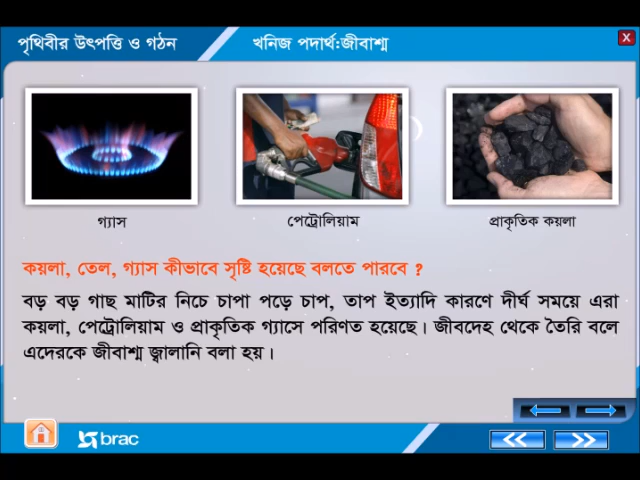 পৃথিবীর উৎপত্তি ও গঠন
খনিজ পদার্থ:জীবাশ্ম
গ্যাস
পেট্রোলিয়াম
প্রাকৃতিক কয়লা
কয়লা, তেল, গ্যাস কীভাবে সৃষ্টি হয়েছে বলতে পারবে ?
বড় বড় গাছ মাটির নিচে চাপা পড়ে চাপ, তাপ ইত্যাদি কারণে দীর্ঘ সময়ে এরা
কয়লা, পেট্রোলিয়াম ও প্রাকৃতিক গ্যাসে পরিণত হয়েছে। জীবদেহ থেকে তৈরি বলে
এদেরকে জীবাশ্ম জ্বালানি বলা হয়।
brac